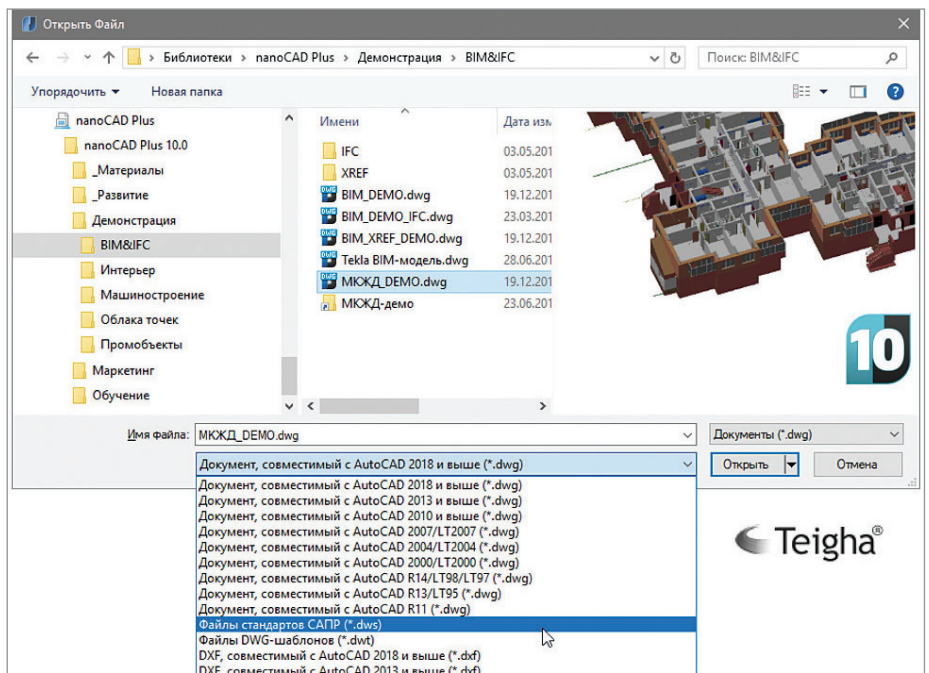 Открыть Файл
Библиотеки › nanoCAD Plus › Демонстрация › BIM&IFC
Поиск: BIM&IFC
Упорядочить
Новая папка
nanoCAD Plus
nanoCAD Plus 10.0
_Материалы
_Развитие
Демонстрация
BIM&IFC
Интерьер
Машиностроение
Облака точек
Промобъекты
Маркетинг
Обучение
Имени
Дата изм
IFC
03.05.201
XREF
03.05.201
BIM_DEMO.dwg
19.12.201
BIM_DEMO_IFC.dwg
23.03.201
BIM_XREF_DEMO.dwg
19.12.201
Tekla BIM-модель.dwg
28.06.201
МКЖД_DEMO.dwg
19.12.201
МКЖД-демо
23.06.201
10
Имя файла:
МКЖД_DEMO.dwg
Документы (*.dwg)
Документ, совместимый с AutoCAD 2018 и выше (*.dwg)
Открыть
Отмена
Документ, совместимый с AutoCAD 2018 и выше (*.dwg)
Документ, совместимый с AutoCAD 2013 и выше (*.dwg)
Документ, совместимый с AutoCAD 2010 и выше (*.dwg)
Документ, совместимый с AutoCAD 2007/LT2007 (*.dwg)
Документ, совместимый с AutoCAD 2004/LT2004 (*.dwg)
Документ, совместимый с AutoCAD 2000/LT2000 (*.dwg)
Документ, совместимый с AutoCAD R14/LT98/LT97 (*.dwg)
Документ, совместимый с AutoCAD R13/LT95 (*.dwg)
Документ, совместимый с AutoCAD R11 (*.dwg)
Файлы стандартов САПР (*.dws)
Файлы DWG-шаблонов (*.dwt)
DXF, совместимый с AutoCAD 2018 и выше (*.dxf)
DXF, совместимый с AutoCAD 2013 и выше (*.dxf)
Teigha®